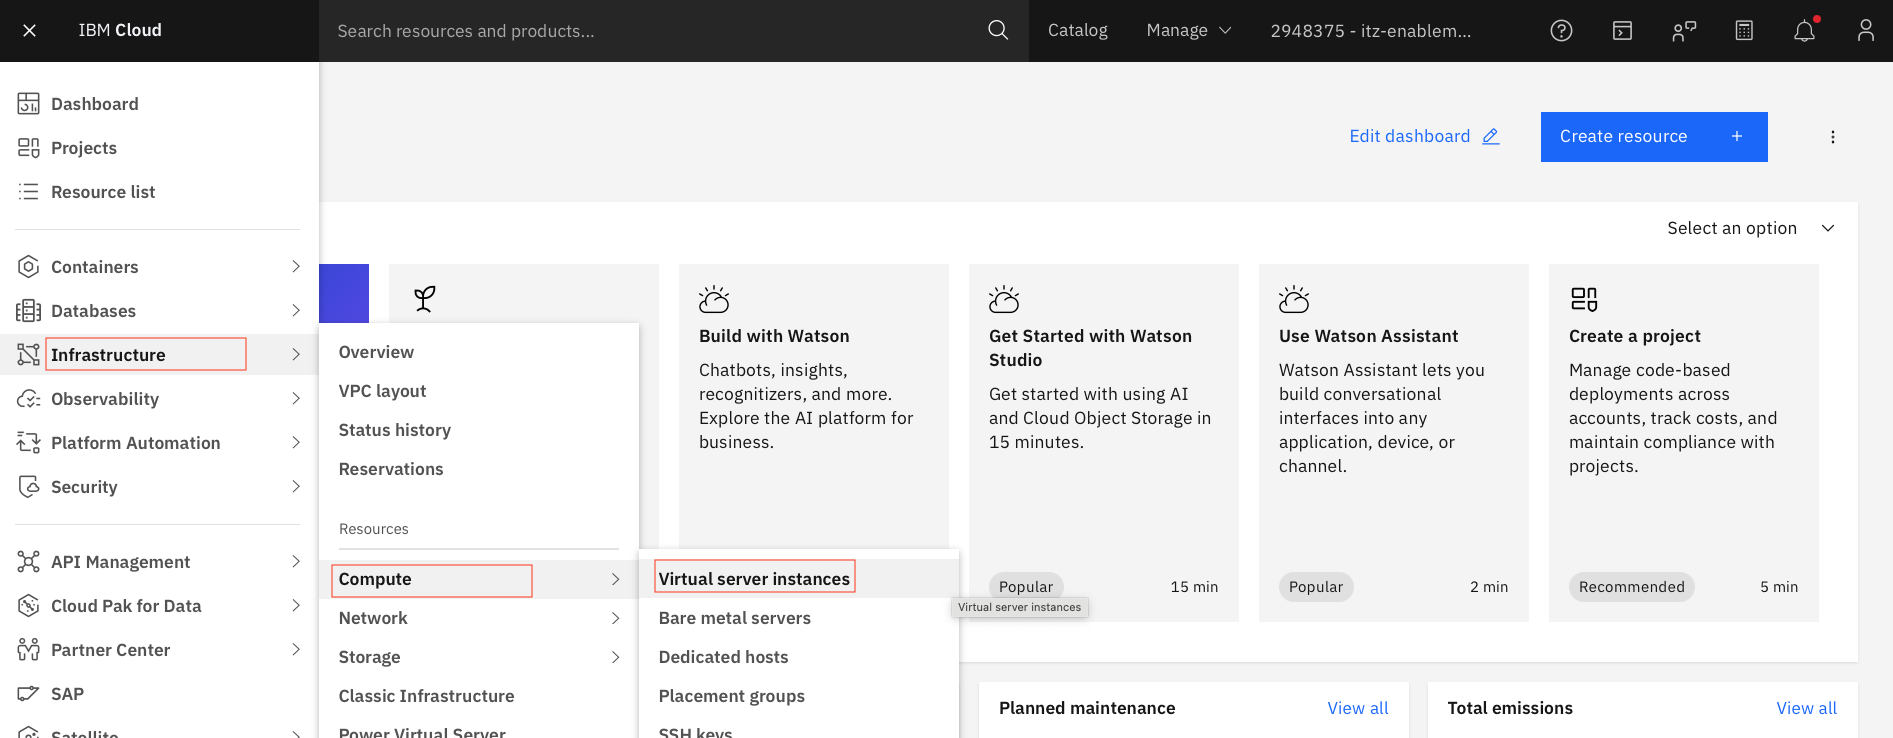 IBM Cloud
Search resources and products...
Catalog
Manage
2948375 - itz-enablem...
Dashboard
Projects
Resource list
Containers
Databases
Infrastructure
Observability
Platform Automation
Security
API Management
Cloud Pak for Data
Partner Center
SAP
Satellite
Overview
VPC layout
Status history
Reservations
Resources
Compute
Network
Storage
Classic Infrastructure
Power Virtual Server
Virtual server instances
Bare metal servers
Dedicated hosts
Placement groups
SSH keys
Virtual server instances
Edit dashboard
Create resource
Select an option
Build with Watson
Chatbots, insights,
recognitizers, and more.
Explore the AI platform for
business.
Get Started with Watson
Studio
Get started with using AI
and Cloud Object Storage in
15 minutes.
Popular
15 min
Use Watson Assistant
Watson Assistant lets you
build conversational
interfaces into any
application, device, or
channel.
Popular
2 min
Create a project
Manage code-based
deployments across
accounts, track costs, and
maintain compliance with
projects.
Recommended
5 min
Planned maintenance
View all
Total emissions
View all